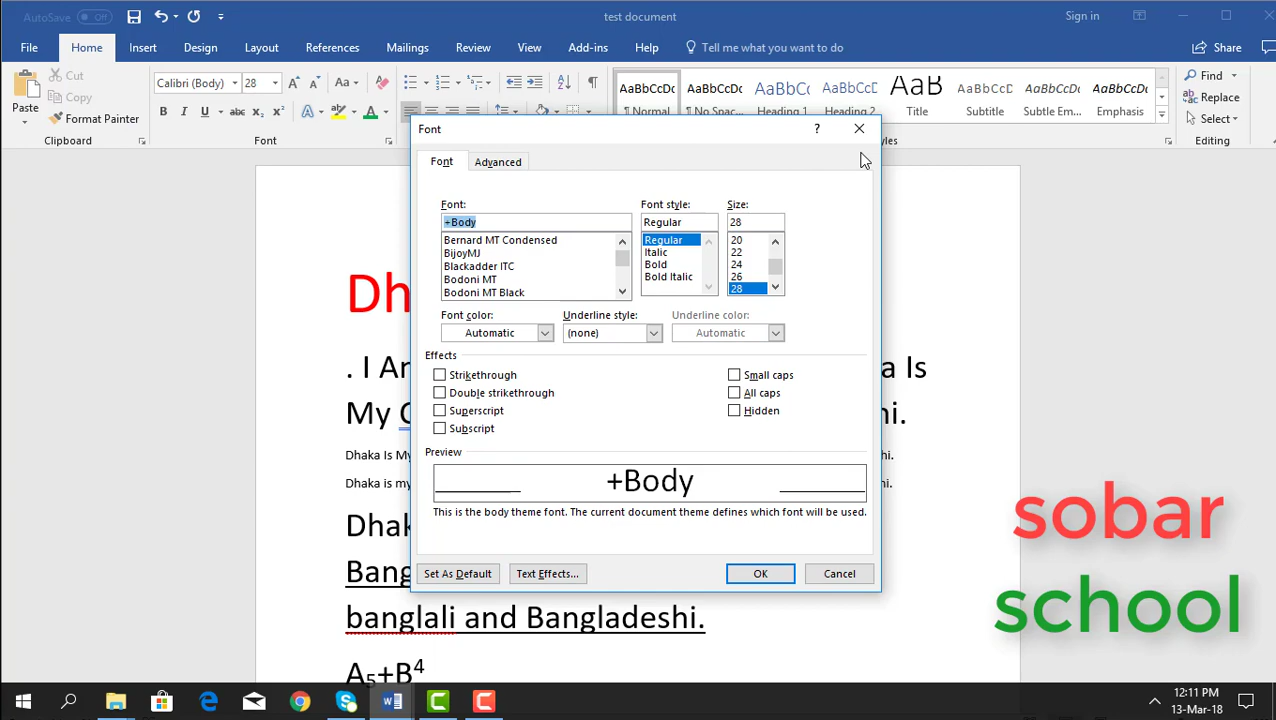 AutoSave Off
test document
Sign in
File Home Insert Design Layout References Mailings Review View Add-ins Help Tell me what you want to do Share
Paste
Cut
Copy
Format Painter
Clipboard
Calibri (Body) 28 A A Aa
B I U abc x₂ x² A A
Font
AaBbCcDc AaBbCcDc AaBbCc AaBbCcC AaB AaBbCcD AaBbCcDc AaBbCcDc
¶ Normal ¶ No Spac... Heading 1 Heading 2 Title Subtitle Subtle Em... Emphasis
Find
Replace
Select
Editing
Font ?
Font Advanced
Font: Font style: Size:
+Body Regular 28
Bernard MT Condensed
BijoyMJ
Blackadder ITC
Bodoni MT
Bodoni MT Black
Regular
Italic
Bold
Bold Italic
20
22
24
26
28
Font color: Underline style: Underline color:
Automatic (none) Automatic
Effects
Strikethrough
Double strikethrough
Superscript
Subscript
Small caps
All caps
Hidden
Preview
+Body
This is the body theme font. The current document theme defines which font will be used.
Set As Default Text Effects... OK Cancel
Dh
. I Ar a Is
My C hi.
Dhaka Is My hi.
Dhaka is my hi.
Dhak
Bang
banglali and Bangladeshi.
A₅+B⁴
sobar
school
12:11 PM
13-Mar-18